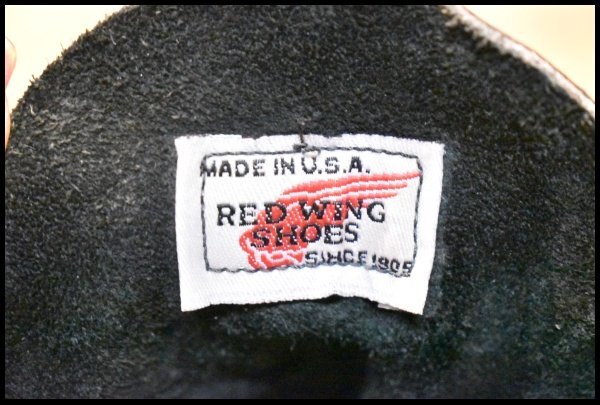 MADE IN U.S.A.
RED WING
SHOES
SINCE 1905